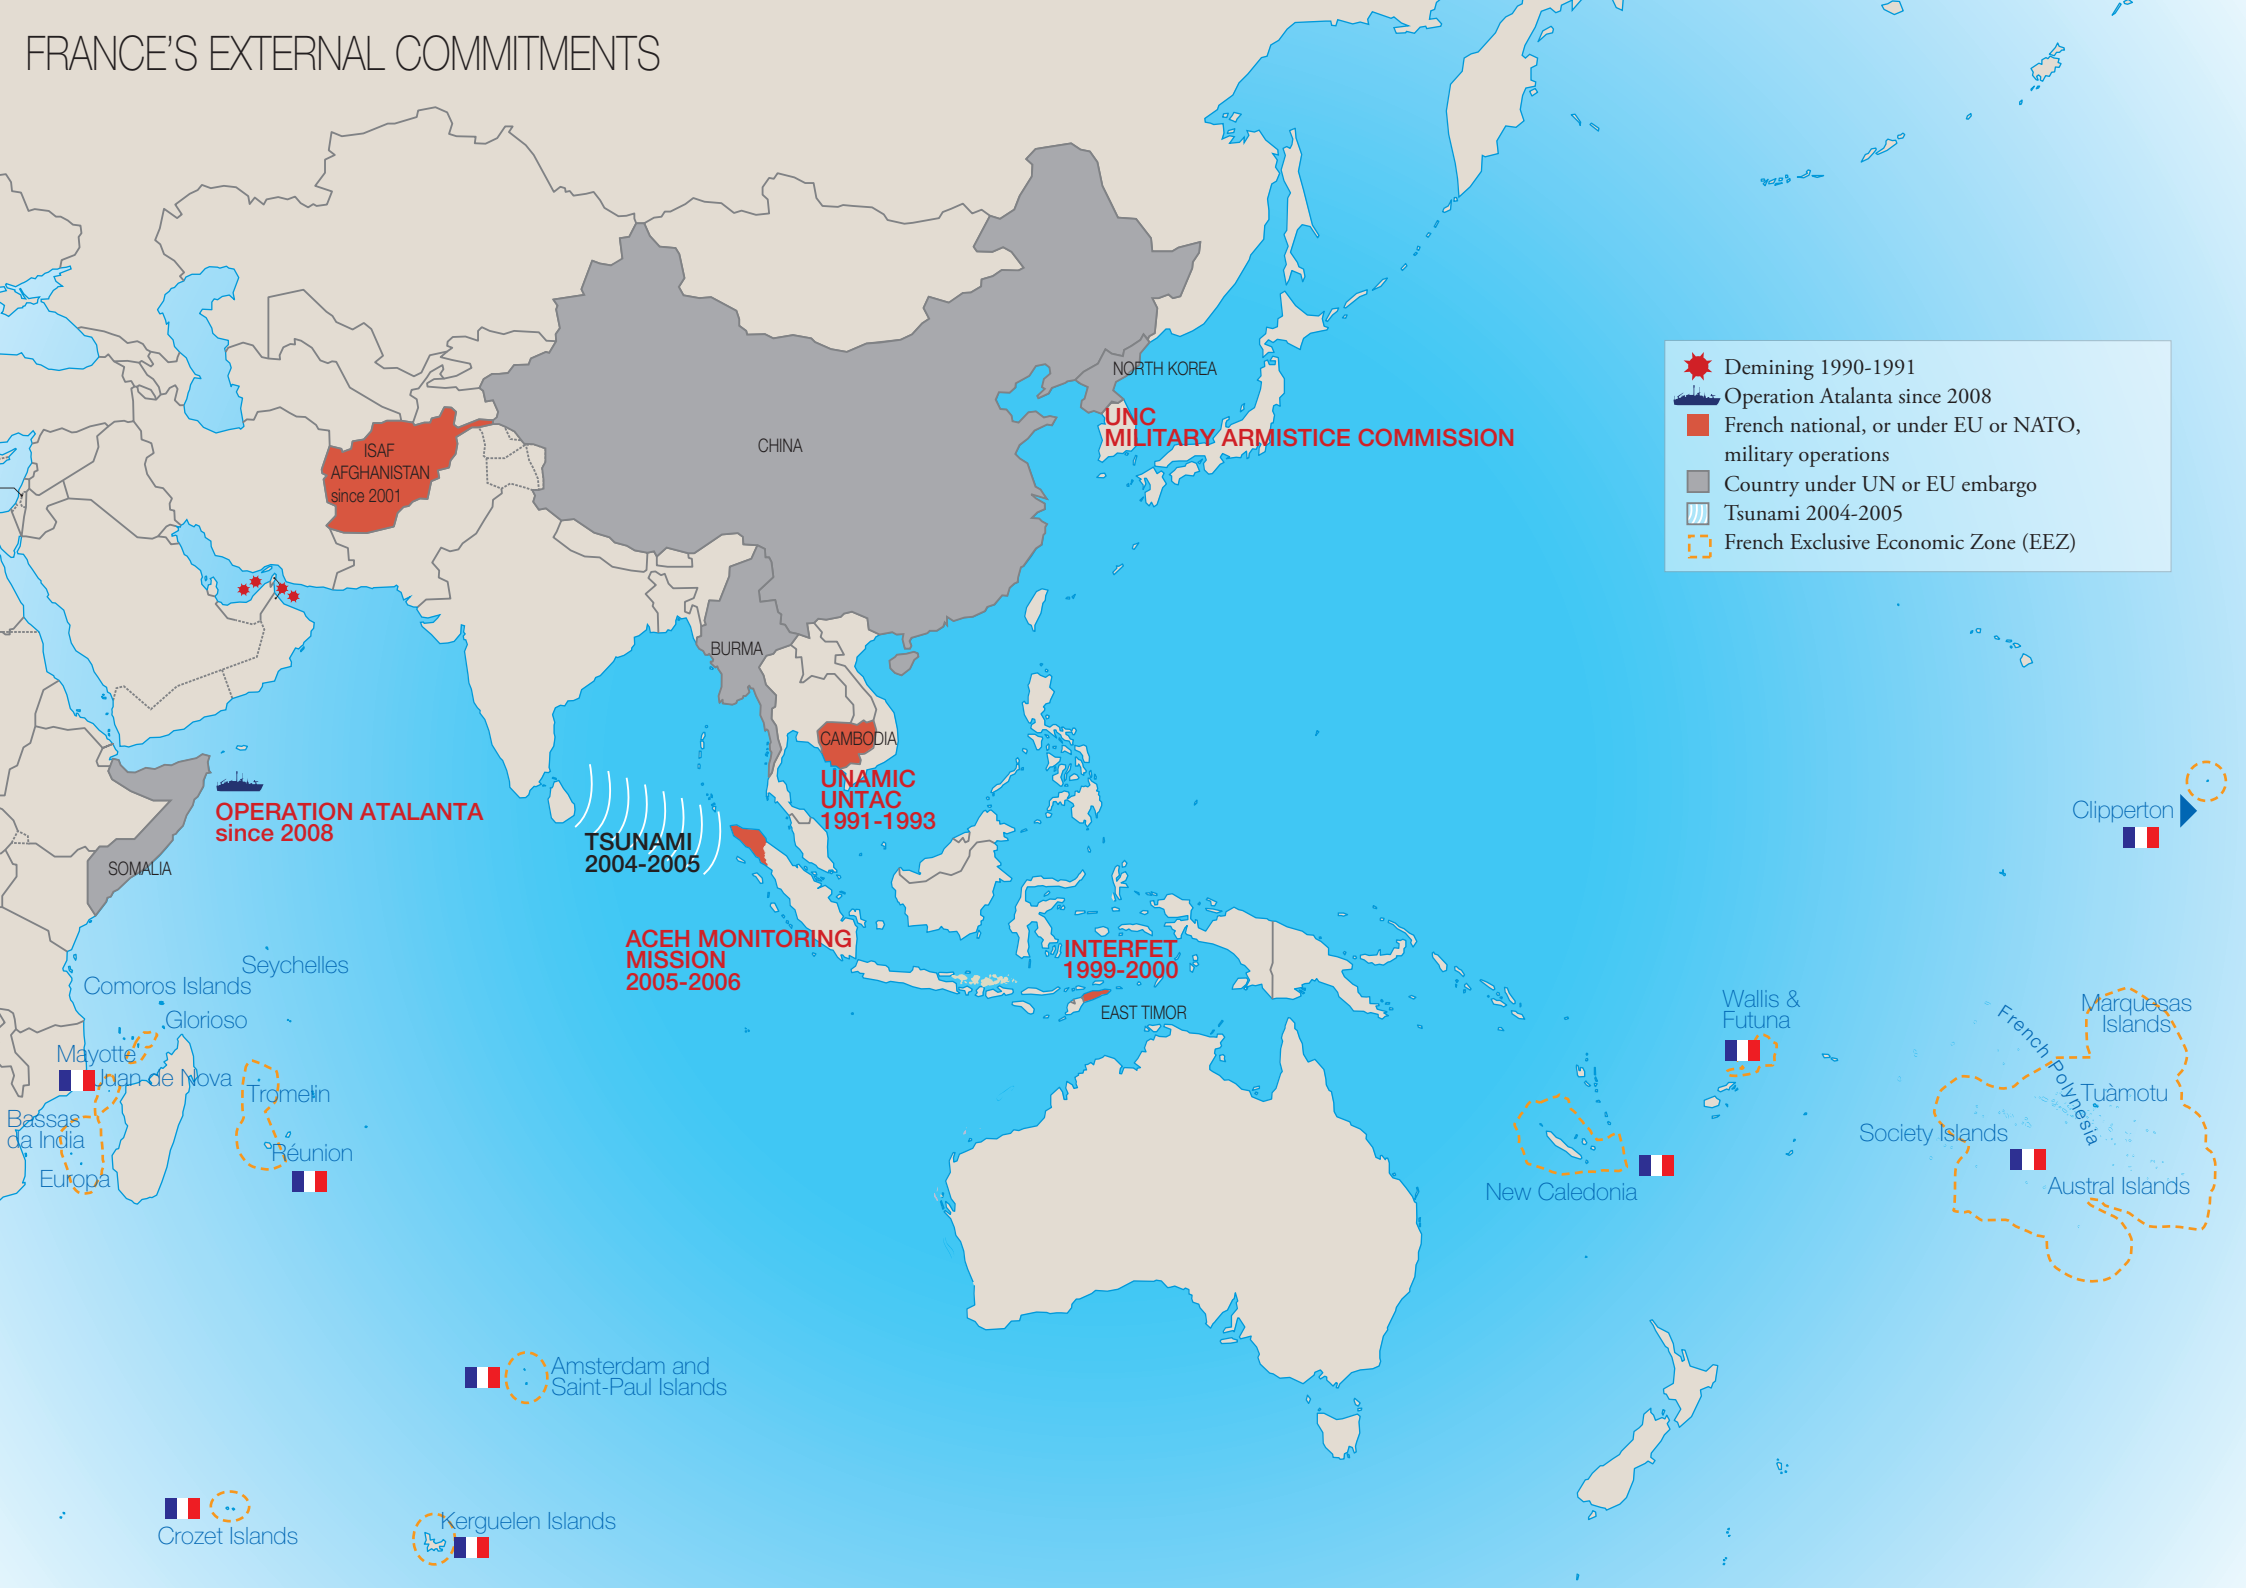 FRANCE'S EXTERNAL COMMITMENTS
Demining 1990-1991
Operation Atalanta since 2008
French national, or under EU or NATO,
military operations
Country under UN or EU embargo
Tsunami 2004-2005
French Exclusive Economic Zone (EEZ)
NORTH KOREA
UNC
MILITARY ARMISTICE COMMISSION
CHINA
ISAF
AFGHANISTAN
since 2001
BURMA
CAMBODIA
UNAMIC
UNTAC
1991-1993
OPERATION ATALANTA
since 2008
SOMALIA
TSUNAMI
2004-2005
ACEH MONITORING
MISSION
2005-2006
INTERFET
1999-2000
EAST TIMOR
Clipperton
Seychelles
Comoros Islands
Glorioso
Mayotte
Juan de Nova
Tromelin
Bassas
da India
Réunion
Europa
Wallis &
Futuna
French Polynesia
Marquesas
Islands
Tuàmotu
Society Islands
Austral Islands
New Caledonia
Amsterdam and
Saint-Paul Islands
Crozet Islands
Kerguelen Islands